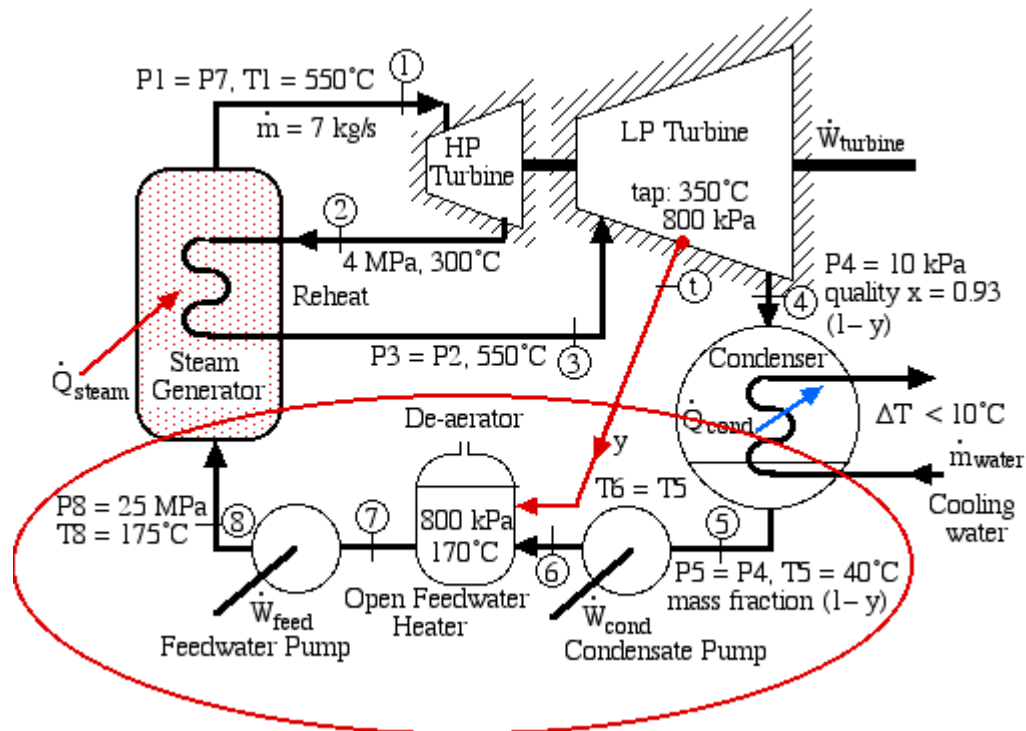 P1 = P7, T1 = 550°C
1
ṁ = 7 kg/s
HP
Turbine
LP Turbine
Ẇturbine
tap: 350°C
800 kPa
2
4 MPa, 300°C
Reheat
t
P4 = 10 kPa
quality x = 0.93
(1– y)
4
P3 = P2, 550°C
3
Q̇steam
Steam
Generator
Condenser
Q̇cond
ΔT < 10°C
ṁwater
Cooling
water
De-aerator
y
T6 = T5
P8 = 25 MPa
T8 = 175°C
8
7
800 kPa
170°C
6
5
P5 = P4, T5 = 40°C
mass fraction (1– y)
Ẇfeed
Feedwater Pump
Open Feedwater
Heater
Ẇcond
Condensate Pump